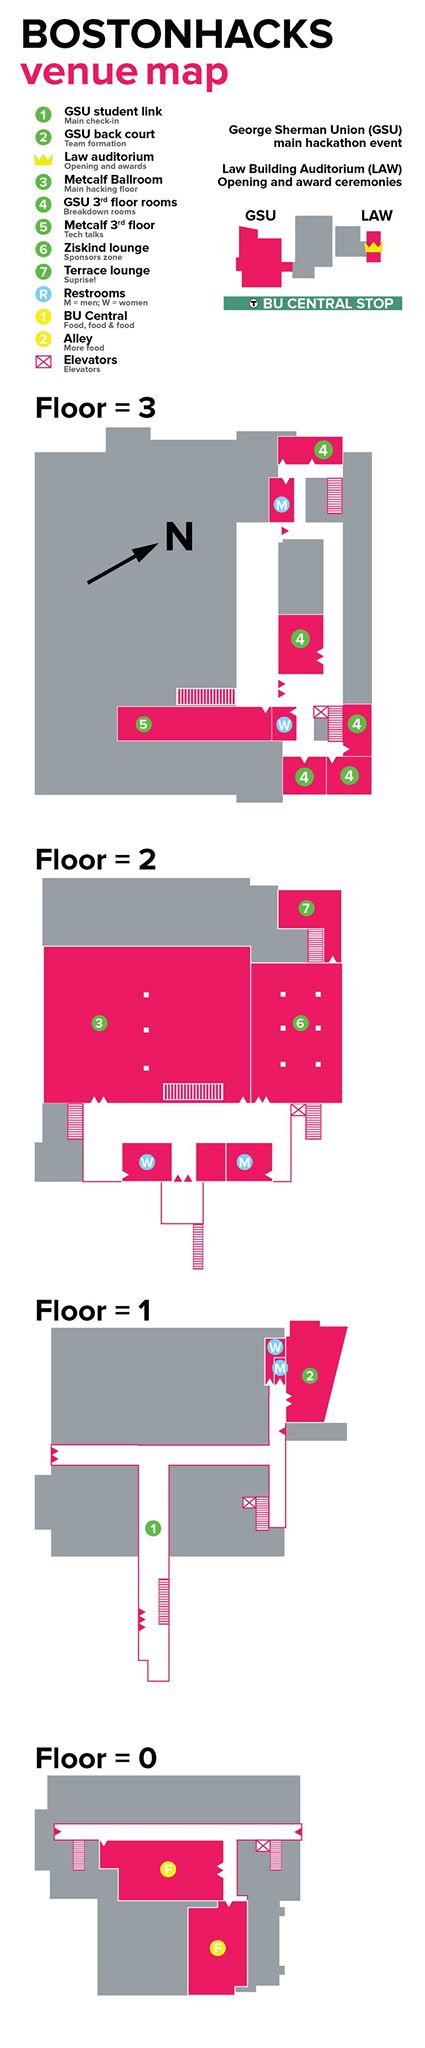 BOSTONHACKS
venue map
1 GSU student link
Main check-in
2 GSU back court
Team formation
Law auditorium
Opening and awards
3 Metcalf Ballroom
Main hacking floor
4 GSU 3rd floor rooms
Breakdown rooms
5 Metcalf 3rd floor
Tech talks
6 Ziskind lounge
Sponsors zone
7 Terrace lounge
Suprise!
R Restrooms
M = men; W = women
1 BU Central
Food, food & food
2 Alley
More food
Elevators
Elevators
George Sherman Union (GSU)
main hackathon event
Law Building Auditorium (LAW)
Opening and award ceremonies
GSU LAW
T BU CENTRAL STOP
Floor = 3
4
M
N
4
5 W 4
4 4
Floor = 2
7
3 6
W M
Floor = 1
W
M 2
1
Floor = 0
F
F